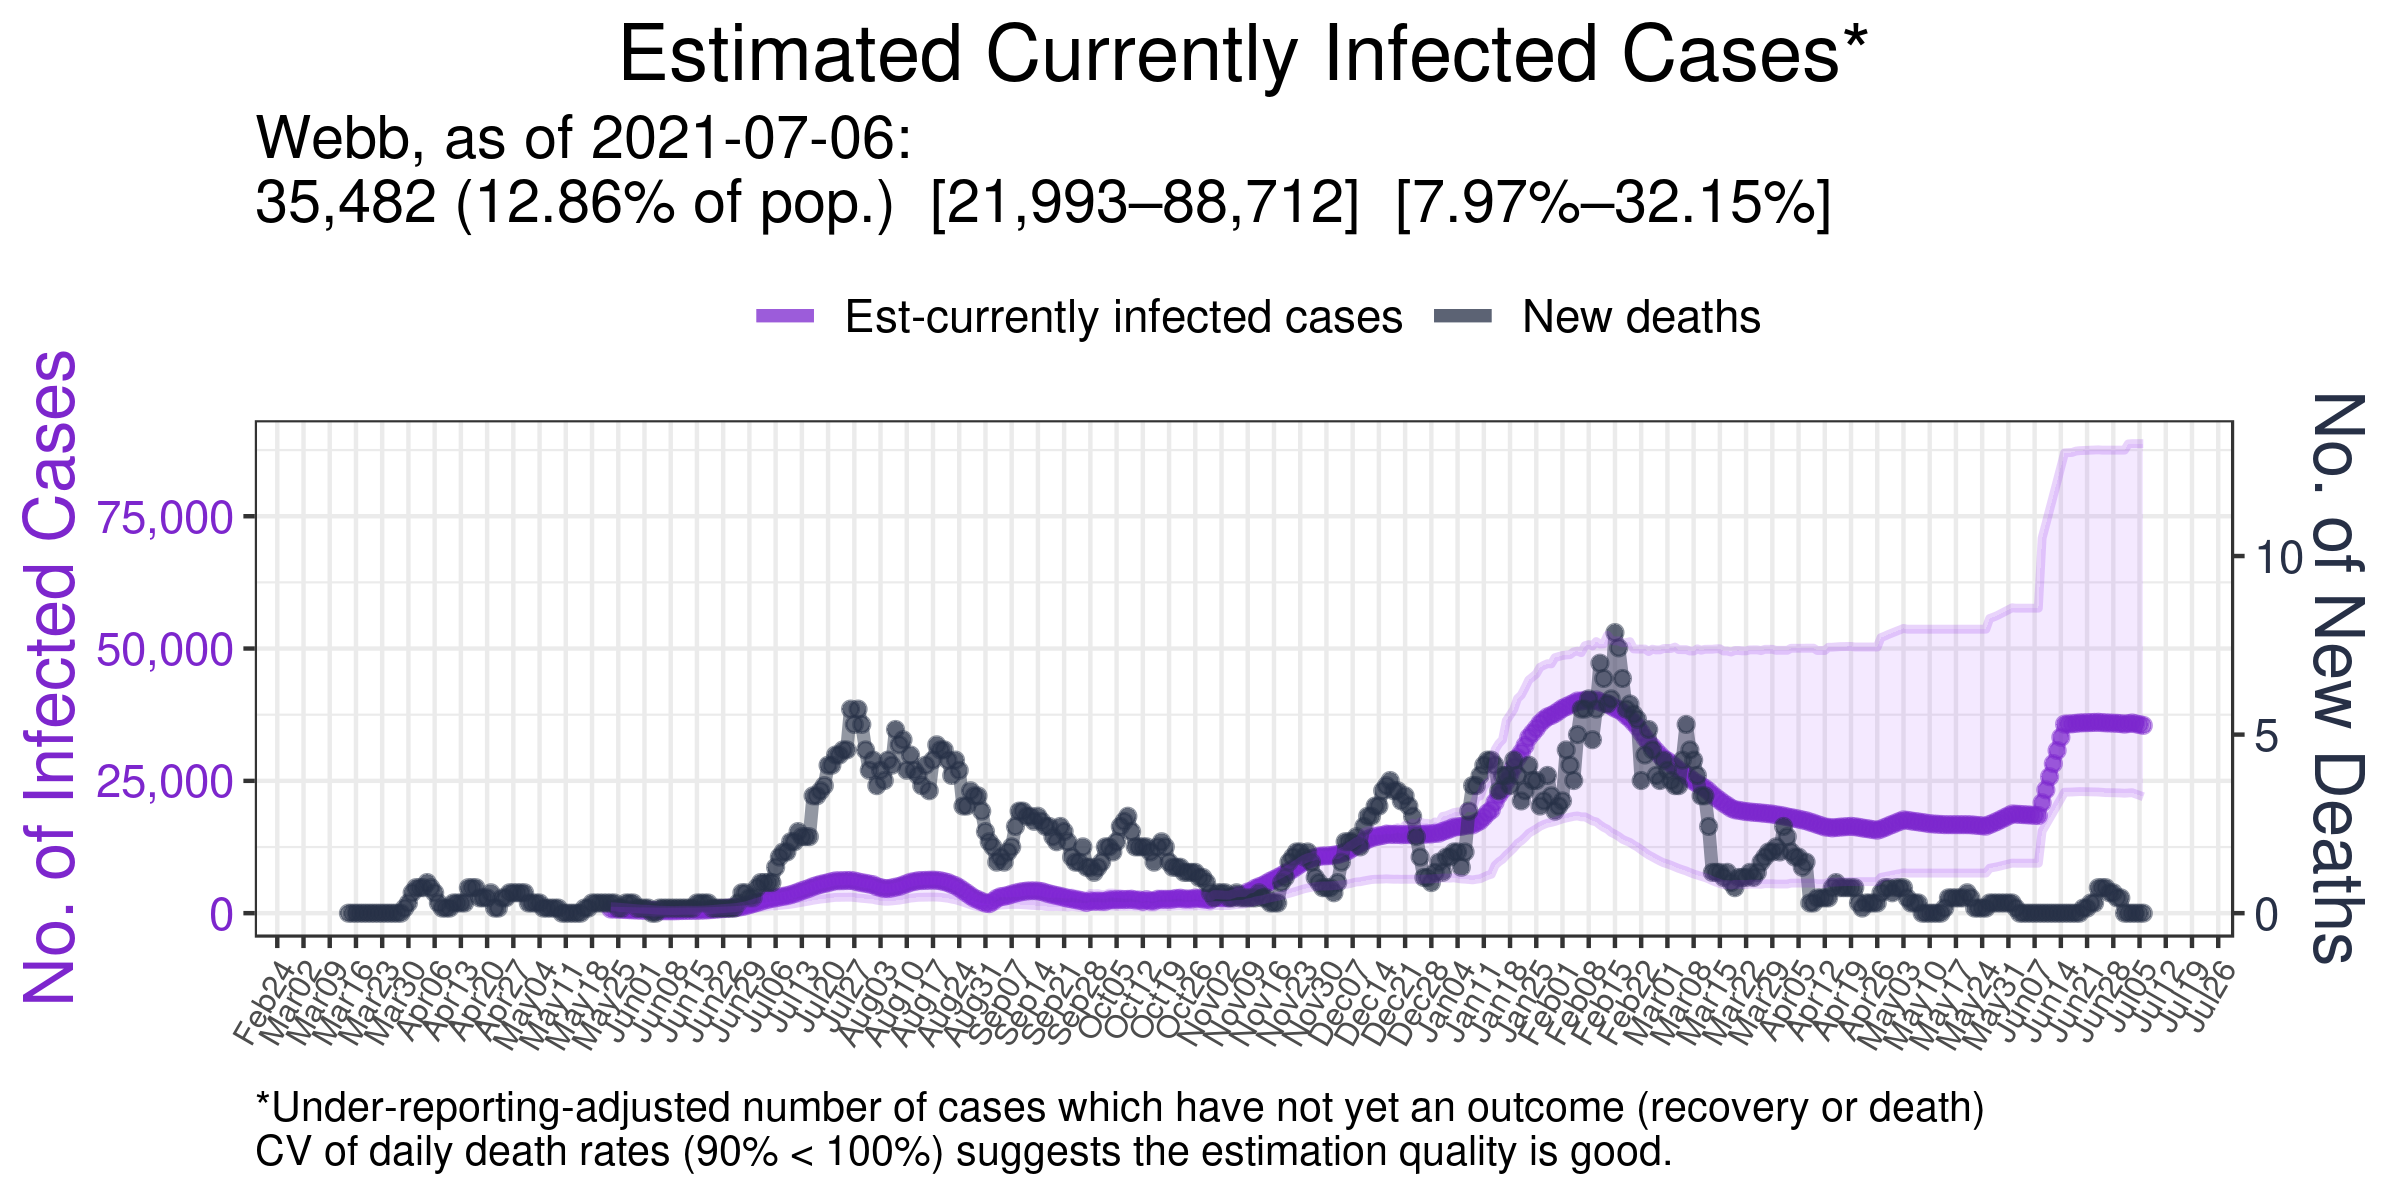 Estimated Currently Infected Cases*
Webb, as of 2021-07-06:
35,482 (12.86% of pop.)  [21,993–88,712]  [7.97%–32.15%]
Est-currently infected cases
New deaths
No. of Infected Cases
75,000
50,000
25,000
0
10
5
0
No. of New Deaths
Feb24
Mar02
Mar09
Mar16
Mar23
Mar30
Apr06
Apr13
Apr20
Apr27
May04
May11
May18
May25
Jun01
Jun08
Jun15
Jun22
Jun29
Jul06
Jul13
Jul20
Jul27
Aug03
Aug10
Aug17
Aug24
Aug31
Sep07
Sep14
Sep21
Sep28
Oct05
Oct12
Oct19
Oct26
Nov02
Nov09
Nov16
Nov23
Nov30
Dec07
Dec14
Dec21
Dec28
Jan04
Jan11
Jan18
Jan25
Feb01
Feb08
Feb15
Feb22
Mar01
Mar08
Mar15
Mar22
Mar29
Apr05
Apr12
Apr19
Apr26
May03
May10
May17
May24
May31
Jun07
Jun14
Jun21
Jun28
Jul05
Jul12
Jul19
Jul26
*Under-reporting-adjusted number of cases which have not yet an outcome (recovery or death)
CV of daily death rates (90% < 100%) suggests the estimation quality is good.